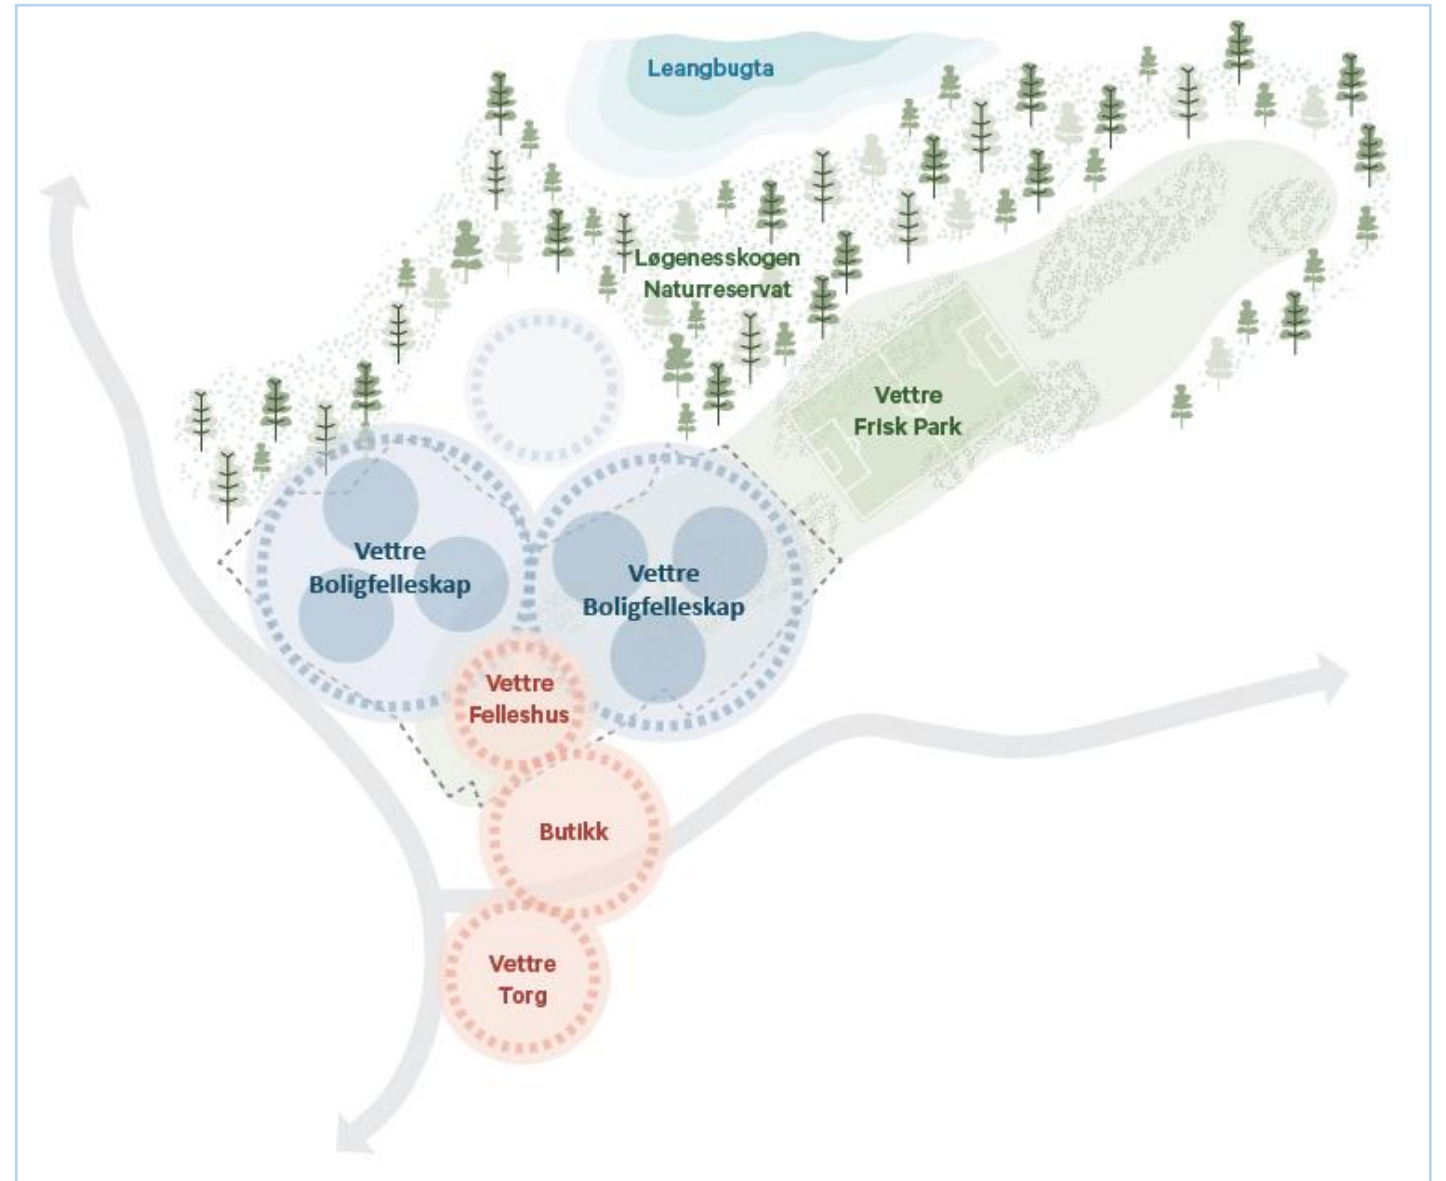 Leangbugta
Løgenesskogen
Naturreservat
Vettre
Frisk Park
Vettre
Boligfelleskap
Vettre
Boligfelleskap
Vettre
Felleshus
Butikk
Vettre
Torg